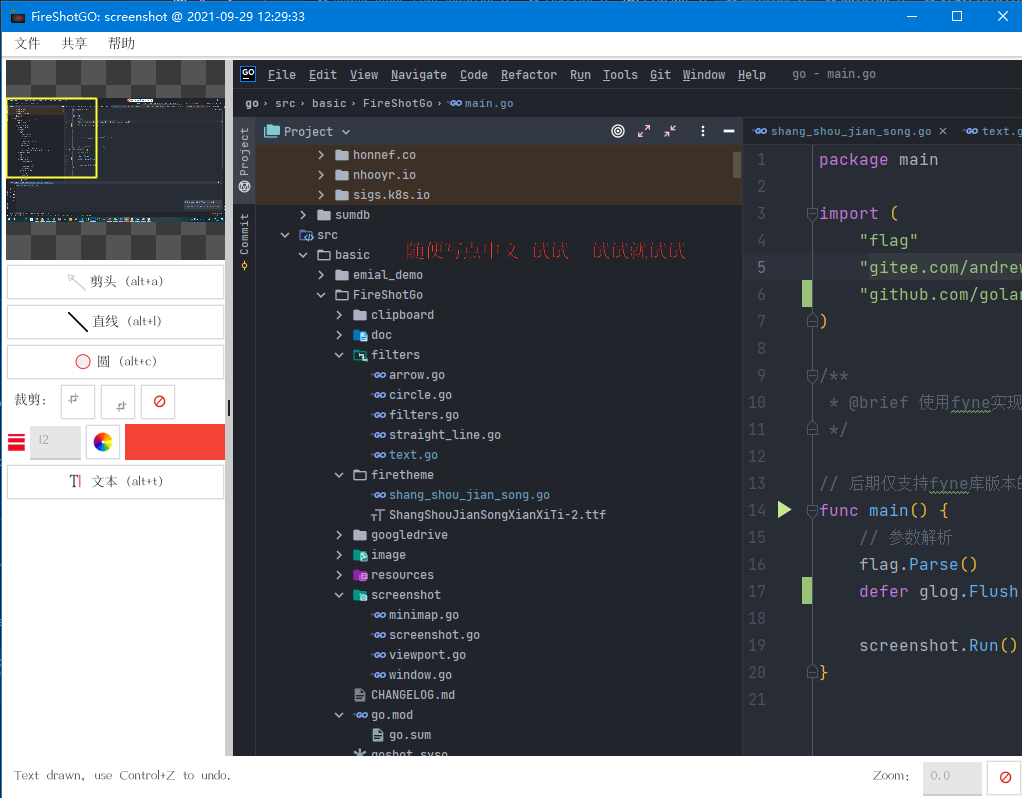 FireShotGO: screenshot @ 2021-09-29 12:29:33
文件 共享 帮助
GO File Edit View Navigate Code Refactor Run Tools Git Window Help go - main.go
go › src › basic › FireShotGo › main.go
Project
Commit
Project
honnef.co
nhooyr.io
sigs.k8s.io
sumdb
src
basic
随便写点中文 试试 试试就试试
emial_demo
FireShotGo
clipboard
doc
filters
arrow.go
circle.go
filters.go
straight_line.go
text.go
firetheme
shang_shou_jian_song.go
ShangShouJianSongXianXiTi-2.ttf
googledrive
image
resources
screenshot
minimap.go
screenshot.go
viewport.go
window.go
CHANGELOG.md
go.mod
go.sum
goshot.syso
shang_shou_jian_song.go × text.g
1 package main
2
3 import (
4 "flag"
5 "gitee.com/andrew
6 "github.com/golan
7 )
8
9 /**
10 * @brief 使用fyne实现
11 */
12
13 // 后期仅支持fyne库版本的
14 func main() {
15 // 参数解析
16 flag.Parse()
17 defer glog.Flush
18
19 screenshot.Run()
20 }
21
剪头 (alt+a)
直线 (alt+l)
圆 (alt+c)
裁剪:
12
文本 (alt+t)
Text drawn, use Control+Z to undo.
Zoom: 0.0